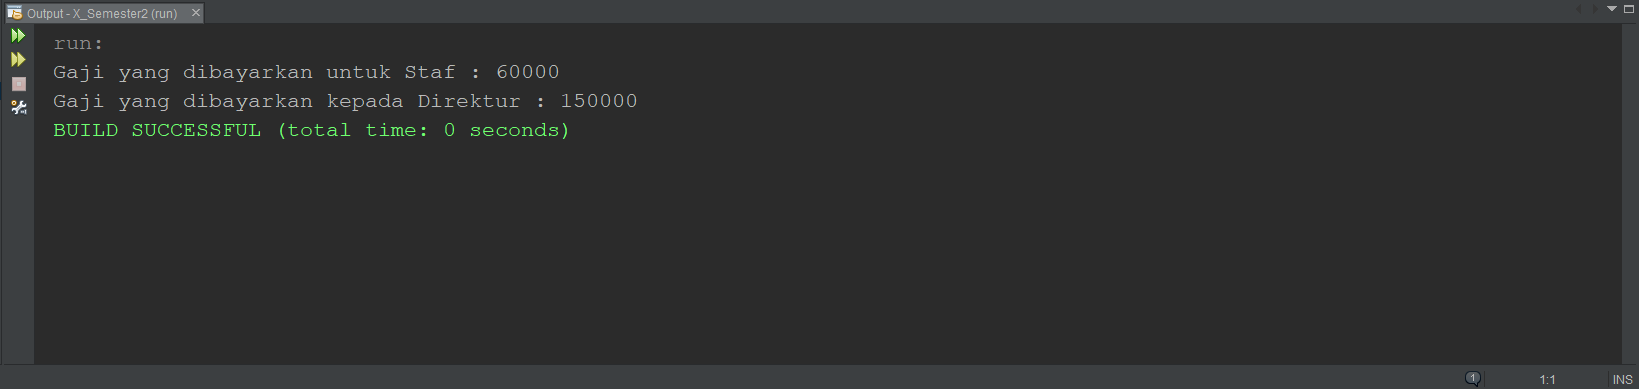 Output - X_Semester2 (run)
run:
Gaji yang dibayarkan untuk Staf : 60000
Gaji yang dibayarkan kepada Direktur : 150000
BUILD SUCCESSFUL (total time: 0 seconds)
1
1:1
INS